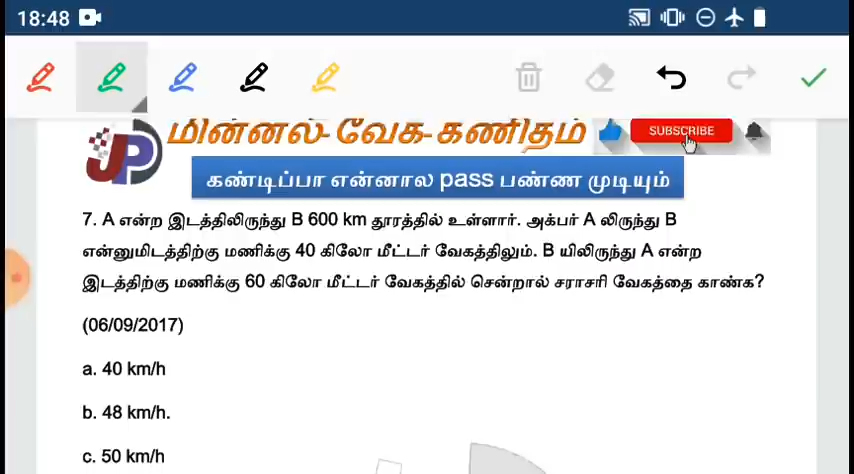 18:48
மின்னல்-வேக-கணிதம்
SUBSCRIBE
JP
கண்டிப்பா என்னால pass பண்ண முடியும்
7. A என்ற இடத்திலிருந்து B 600 km தூரத்தில் உள்ளார். அக்பர் A லிருந்து B
என்னுமிடத்திற்கு மணிக்கு 40 கிலோ மீட்டர் வேகத்திலும். B யிலிருந்து A என்ற
இடத்திற்கு மணிக்கு 60 கிலோ மீட்டர் வேகத்தில் சென்றால் சராசரி வேகத்தை காண்க?
(06/09/2017)
a. 40 km/h
b. 48 km/h.
c. 50 km/h